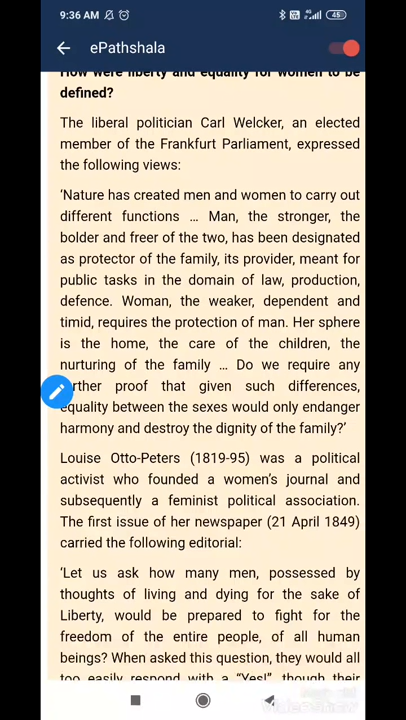 9:36 AM
45
ePathshala
How were liberty and equality for women to be
defined?
The liberal politician Carl Welcker, an elected
member of the Frankfurt Parliament, expressed
the following views:
‘Nature has created men and women to carry out
different functions … Man, the stronger, the
bolder and freer of the two, has been designated
as protector of the family, its provider, meant for
public tasks in the domain of law, production,
defence. Woman, the weaker, dependent and
timid, requires the protection of man. Her sphere
is the home, the care of the children, the
nurturing of the family … Do we require any
rther proof that given such differences,
equality between the sexes would only endanger
harmony and destroy the dignity of the family?’
Louise Otto-Peters (1819-95) was a political
activist who founded a women’s journal and
subsequently a feminist political association.
The first issue of her newspaper (21 April 1849)
carried the following editorial:
‘Let us ask how many men, possessed by
thoughts of living and dying for the sake of
Liberty, would be prepared to fight for the
freedom of the entire people, of all human
beings? When asked this question, they would all
too easily respond with a “Yes!”, though their